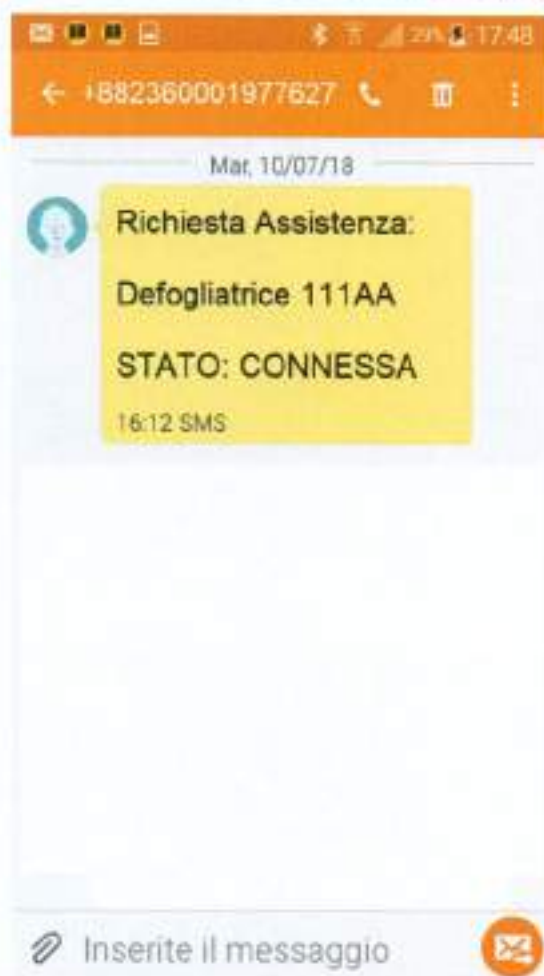 29% 17:48
+882360001977627
Mar, 10/07/18
Richiesta Assistenza:
Defogliatrice 111AA
STATO: CONNESSA
16:12 SMS
Inserite il messaggio